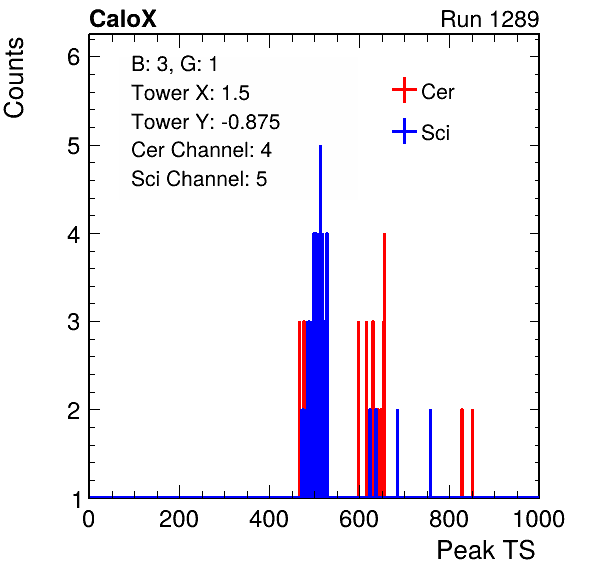 CaloX Run 1289
Counts
B: 3, G: 1
Tower X: 1.5
Tower Y: -0.875
Cer Channel: 4
Sci Channel: 5
Cer
Sci
6
5
4
3
2
1
0 200 400 600 800 1000
Peak TS